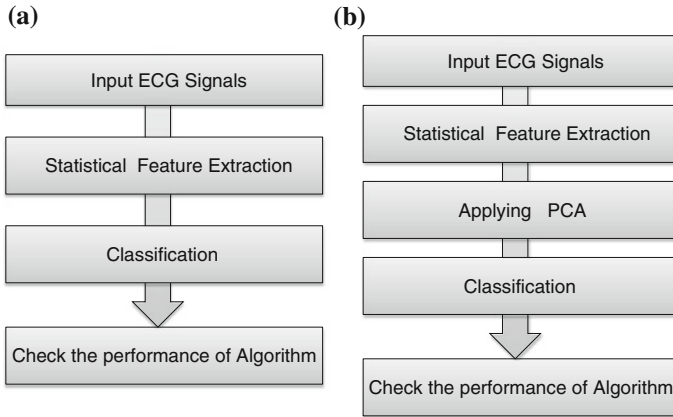 (a)
Input ECG Signals
Statistical Feature Extraction
Classification
Check the performance of Algorithm
(b)
Input ECG Signals
Statistical Feature Extraction
Applying PCA
Classification
Check the performance of Algorithm